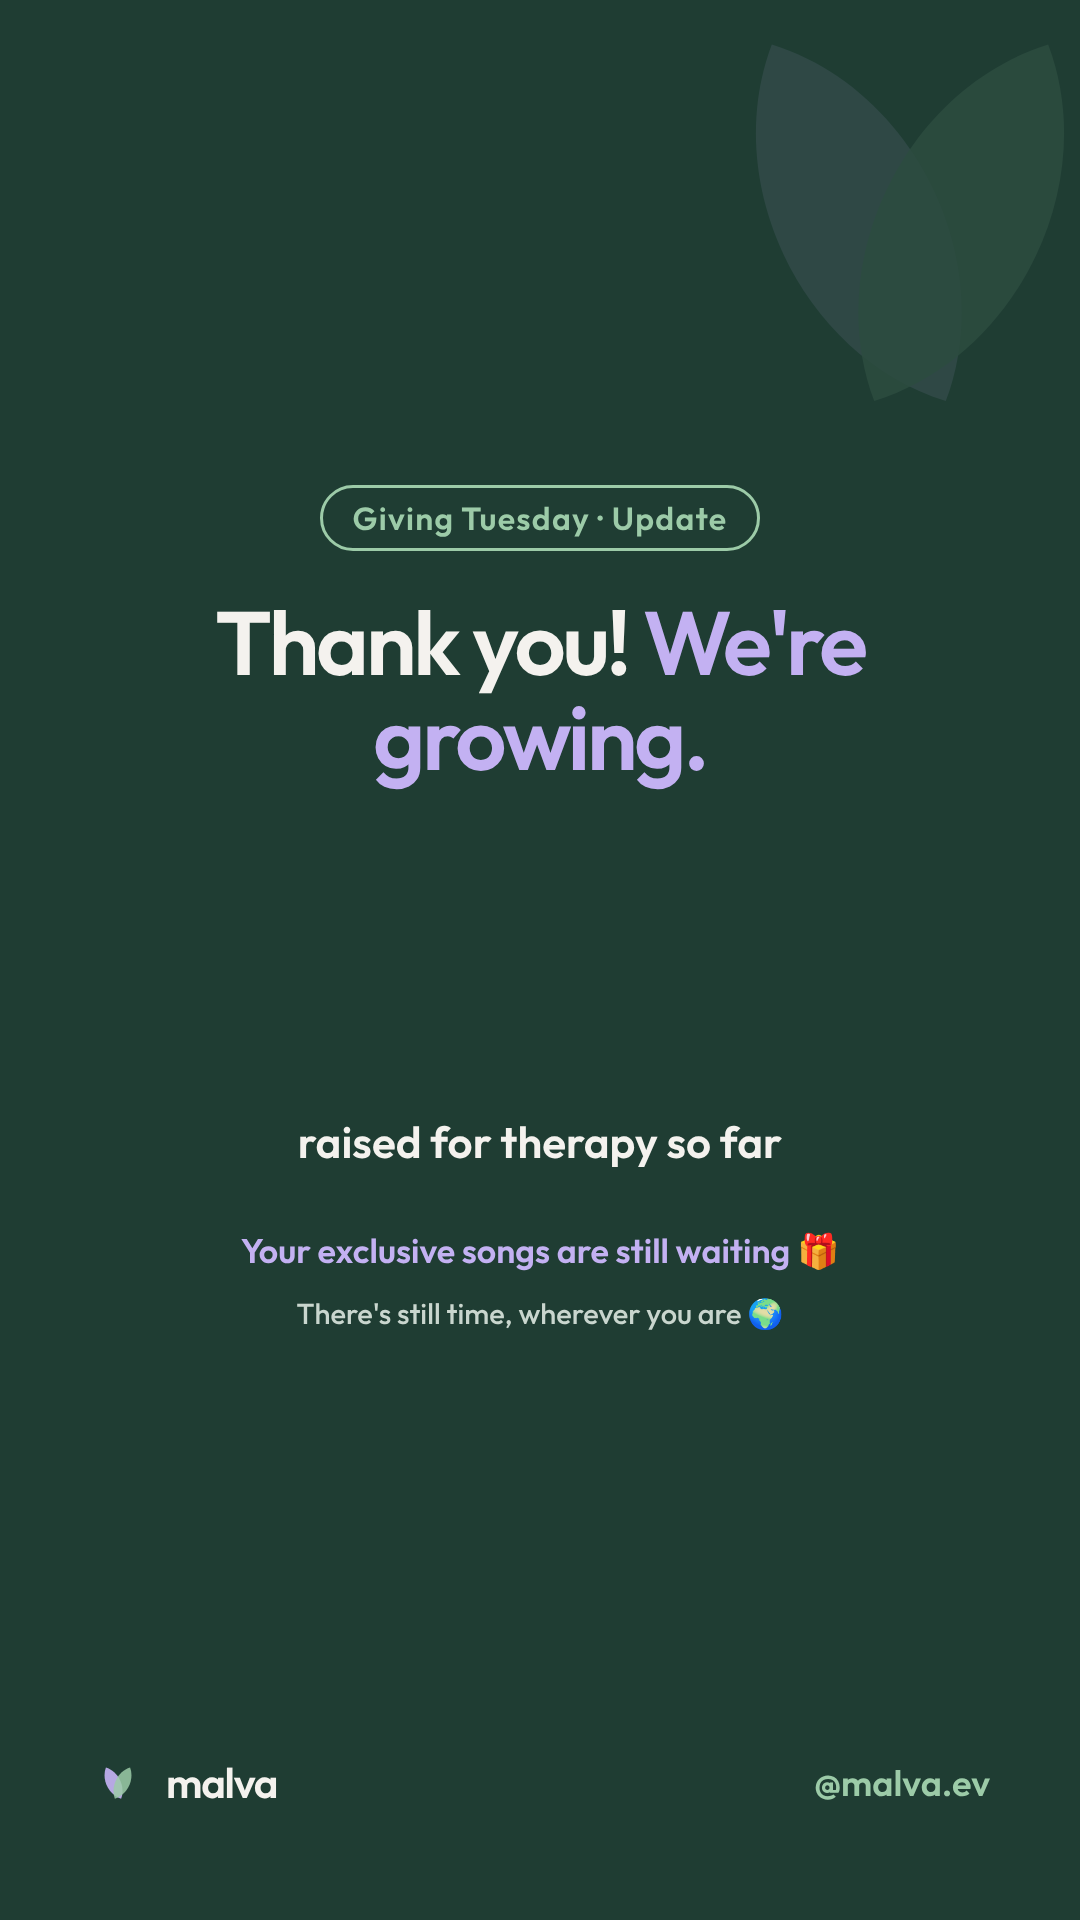 Giving Tuesday · Update
Thank you! We're
growing.
raised for therapy so far
Your exclusive songs are still waiting 🎁
There's still time, wherever you are 🌍
malva
@malva.ev